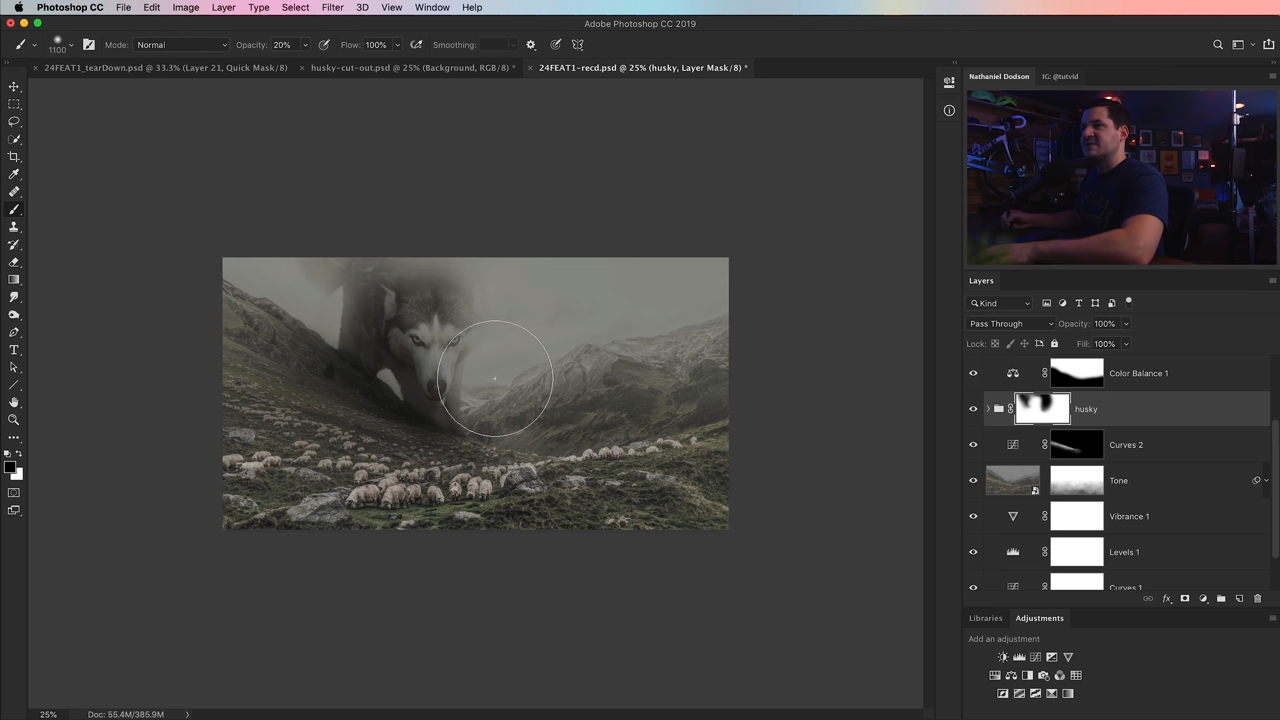 Photoshop CC File Edit Image Layer Type Select Filter 3D View Window Help
Adobe Photoshop CC 2019
1100 Mode: Normal Opacity: 20% Flow: 100% Smoothing:
24FEAT1_tearDown.psd @ 33.3% (Layer 21, Quick Mask/8)
husky-cut-out.psd @ 25% (Background, RGB/8) *
24FEAT1-recd.psd @ 25% (husky, Layer Mask/8) *
Nathaniel Dodson IG: @tutvid
Layers
Kind
Pass Through Opacity: 100%
Lock: Fill: 100%
Color Balance 1
husky
Curves 2
Tone
Vibrance 1
Levels 1
Curves 1
Libraries Adjustments
Add an adjustment
25% Doc: 55.4M/385.9M